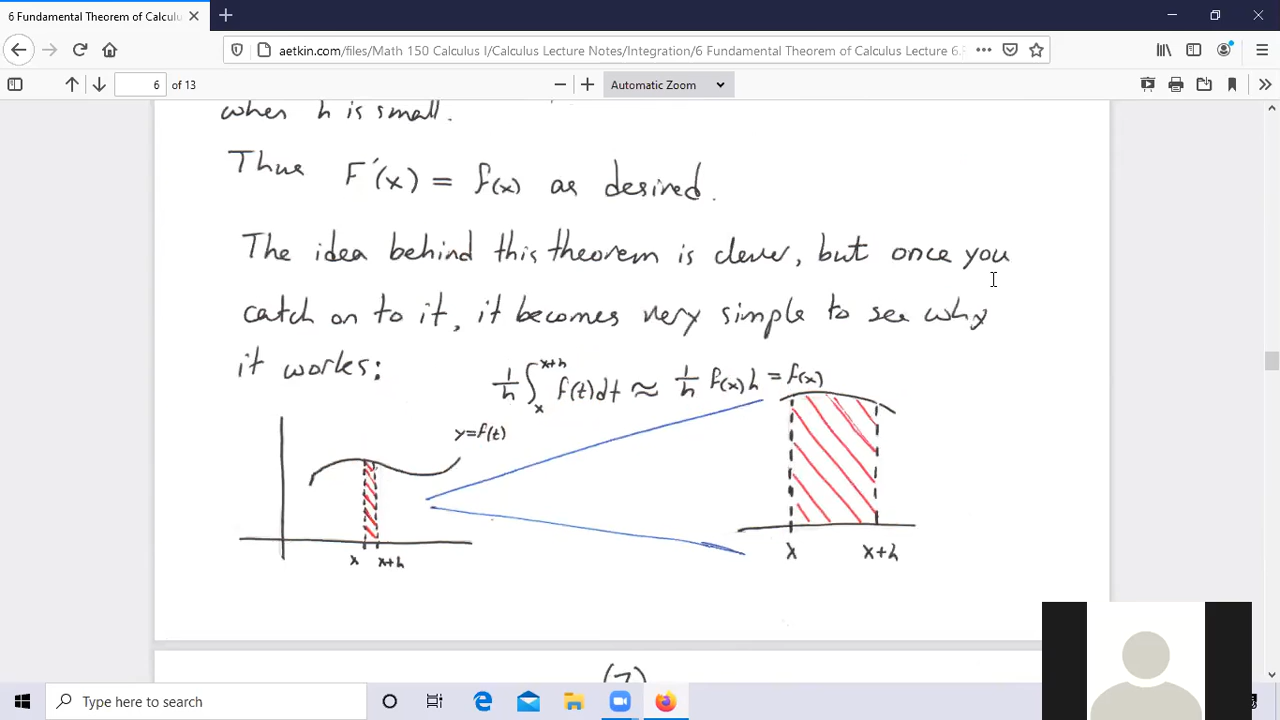 6 Fundamental Theorem of Calculu
aetkin.com/files/Math 150 Calculus I/Calculus Lecture Notes/Integration/6 Fundamental Theorem of Calculus Lecture 6.
6 of 13
Automatic Zoom
when h is small.
Thus F'(x) = f(x) as desired.
The idea behind this theorem is clever, but once you
catch on to it, it becomes very simple to see why
it works:
1/h ∫_x^{x+h} f(t)dt ≈ 1/h f(x)h = f(x)
y=f(t)
x x+h
x x+h
(7)
Type here to search